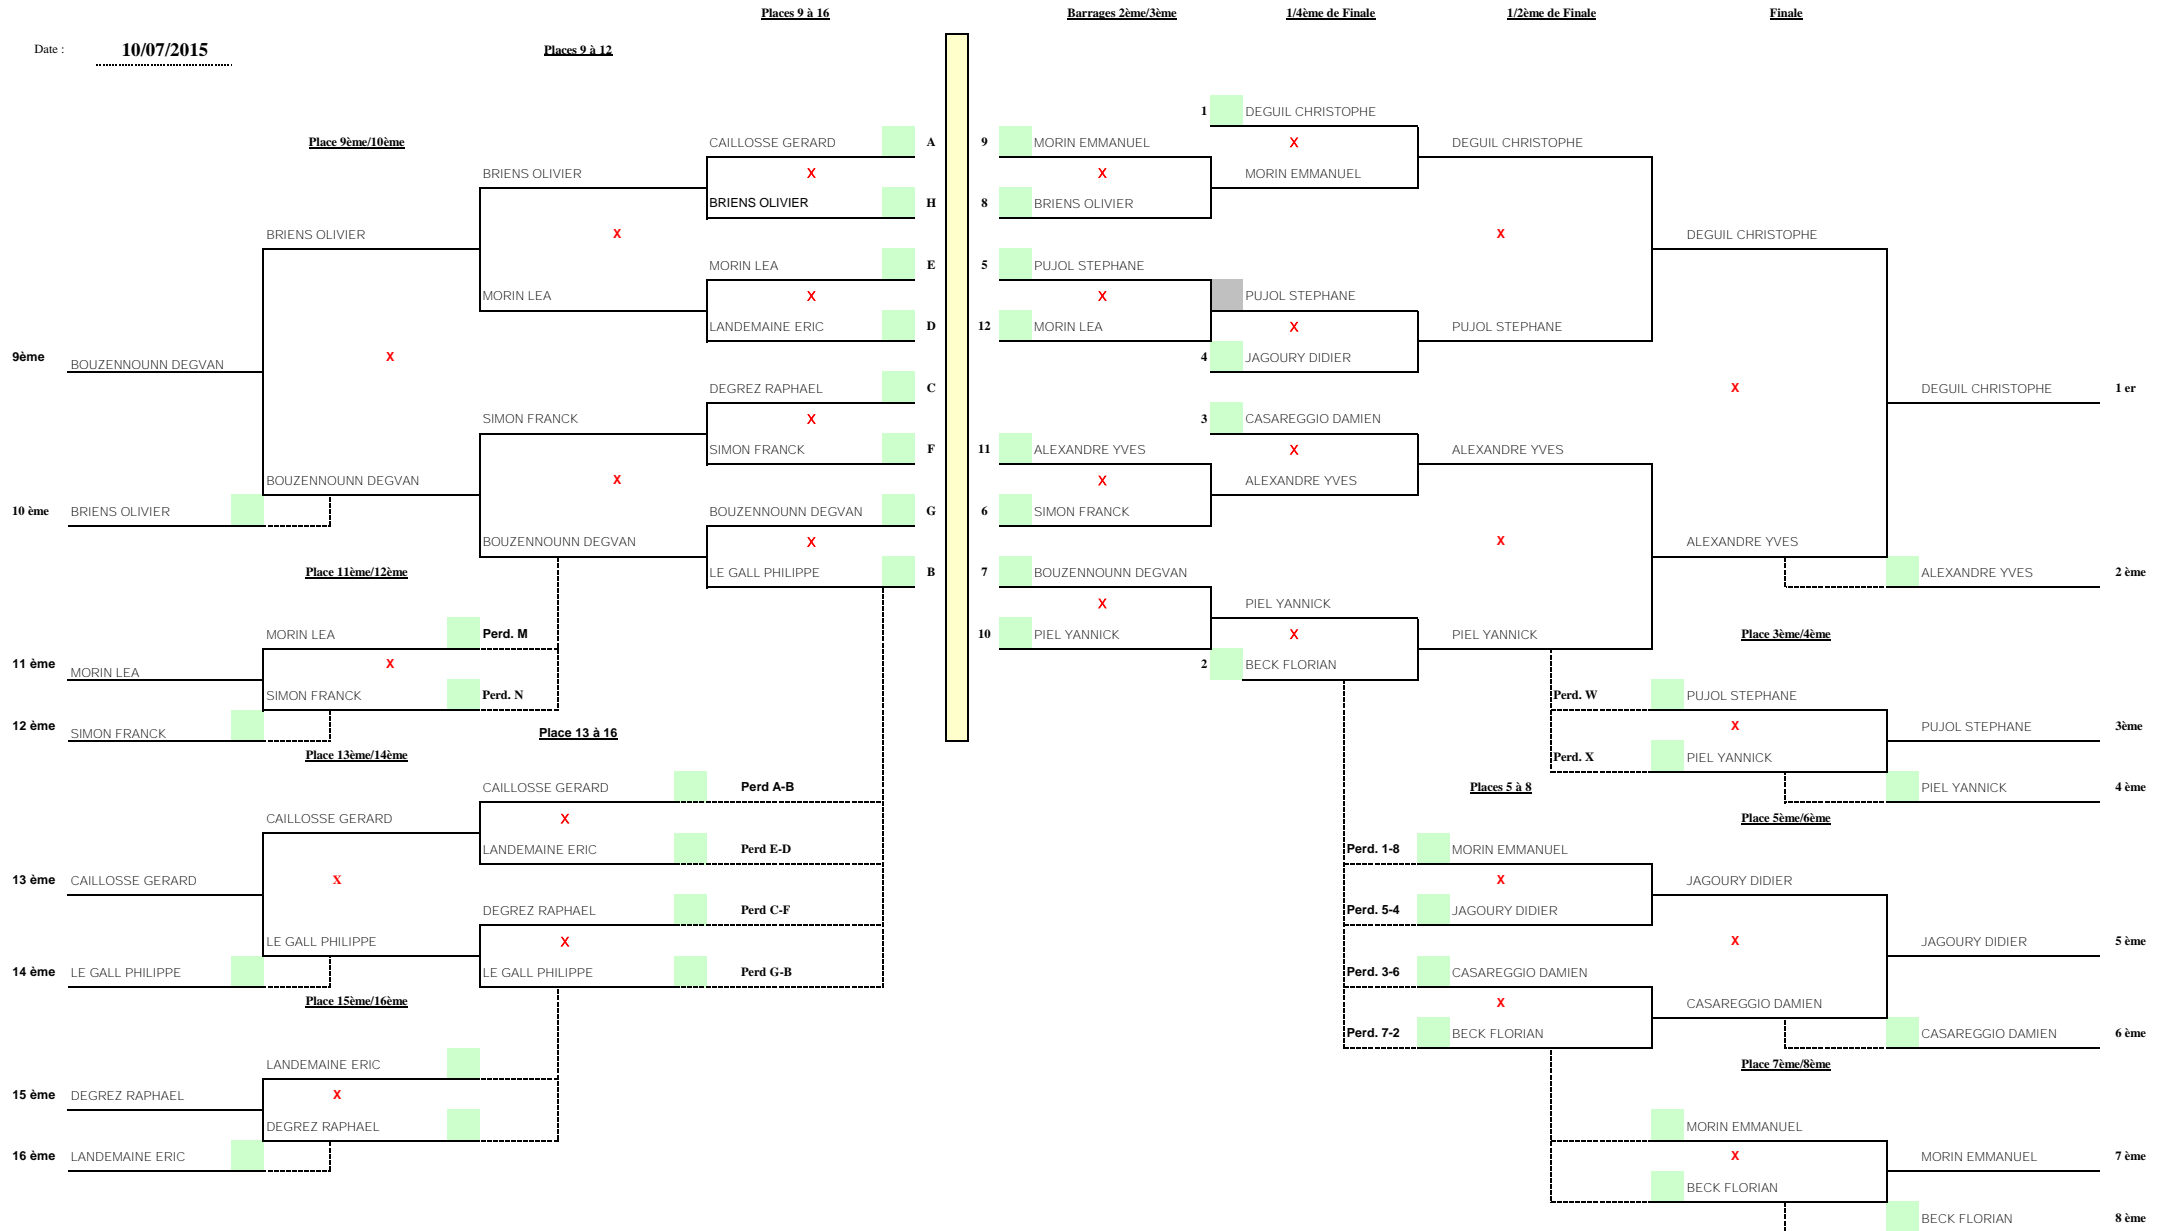 Places 9 à 16
Barrages 2ème/3ème
1/4ème de Finale
1/2ème de Finale
Finale
Date :
10/07/2015
Places 9 à 12
Place 9ème/10ème
CAILLOSSE GERARD
A
X
BRIENS OLIVIER
BRIENS OLIVIER
H
BRIENS OLIVIER
X
MORIN LEA
E
MORIN LEA
X
LANDEMAINE ERIC
D
9ème
BOUZENNOUNN DEGVAN
X
DEGREZ RAPHAEL
C
SIMON FRANCK
X
SIMON FRANCK
F
BOUZENNOUNN DEGVAN
X
10 ème
BRIENS OLIVIER
BOUZENNOUNN DEGVAN
G
BOUZENNOUNN DEGVAN
X
Place 11ème/12ème
LE GALL PHILIPPE
B
MORIN LEA
Perd. M
11 ème
MORIN LEA
X
SIMON FRANCK
Perd. N
12 ème
SIMON FRANCK
Place 13 à 16
Place 13ème/14ème
CAILLOSSE GERARD
Perd A-B
CAILLOSSE GERARD
X
LANDEMAINE ERIC
Perd E-D
13 ème
CAILLOSSE GERARD
X
DEGREZ RAPHAEL
Perd C-F
LE GALL PHILIPPE
X
14 ème
LE GALL PHILIPPE
LE GALL PHILIPPE
Perd G-B
Place 15ème/16ème
LANDEMAINE ERIC
15 ème
DEGREZ RAPHAEL
X
DEGREZ RAPHAEL
16 ème
LANDEMAINE ERIC
1
DEGUIL CHRISTOPHE
9
MORIN EMMANUEL
X
DEGUIL CHRISTOPHE
X
MORIN EMMANUEL
8
BRIENS OLIVIER
X
DEGUIL CHRISTOPHE
5
PUJOL STEPHANE
X
PUJOL STEPHANE
12
MORIN LEA
X
PUJOL STEPHANE
4
JAGOURY DIDIER
X
DEGUIL CHRISTOPHE
1 er
3
CASAREGGIO DAMIEN
11
ALEXANDRE YVES
X
ALEXANDRE YVES
X
ALEXANDRE YVES
6
SIMON FRANCK
X
ALEXANDRE YVES
7
BOUZENNOUNN DEGVAN
ALEXANDRE YVES
2 ème
X
PIEL YANNICK
10
PIEL YANNICK
X
PIEL YANNICK
Place 3ème/4ème
2
BECK FLORIAN
Perd. W
PUJOL STEPHANE
X
PUJOL STEPHANE
3ème
Perd. X
PIEL YANNICK
Places 5 à 8
PIEL YANNICK
4 ème
Place 5ème/6ème
Perd. 1-8
MORIN EMMANUEL
X
JAGOURY DIDIER
Perd. 5-4
JAGOURY DIDIER
X
JAGOURY DIDIER
5 ème
Perd. 3-6
CASAREGGIO DAMIEN
X
CASAREGGIO DAMIEN
Perd. 7-2
BECK FLORIAN
CASAREGGIO DAMIEN
6 ème
Place 7ème/8ème
MORIN EMMANUEL
X
MORIN EMMANUEL
7 ème
BECK FLORIAN
BECK FLORIAN
8 ème